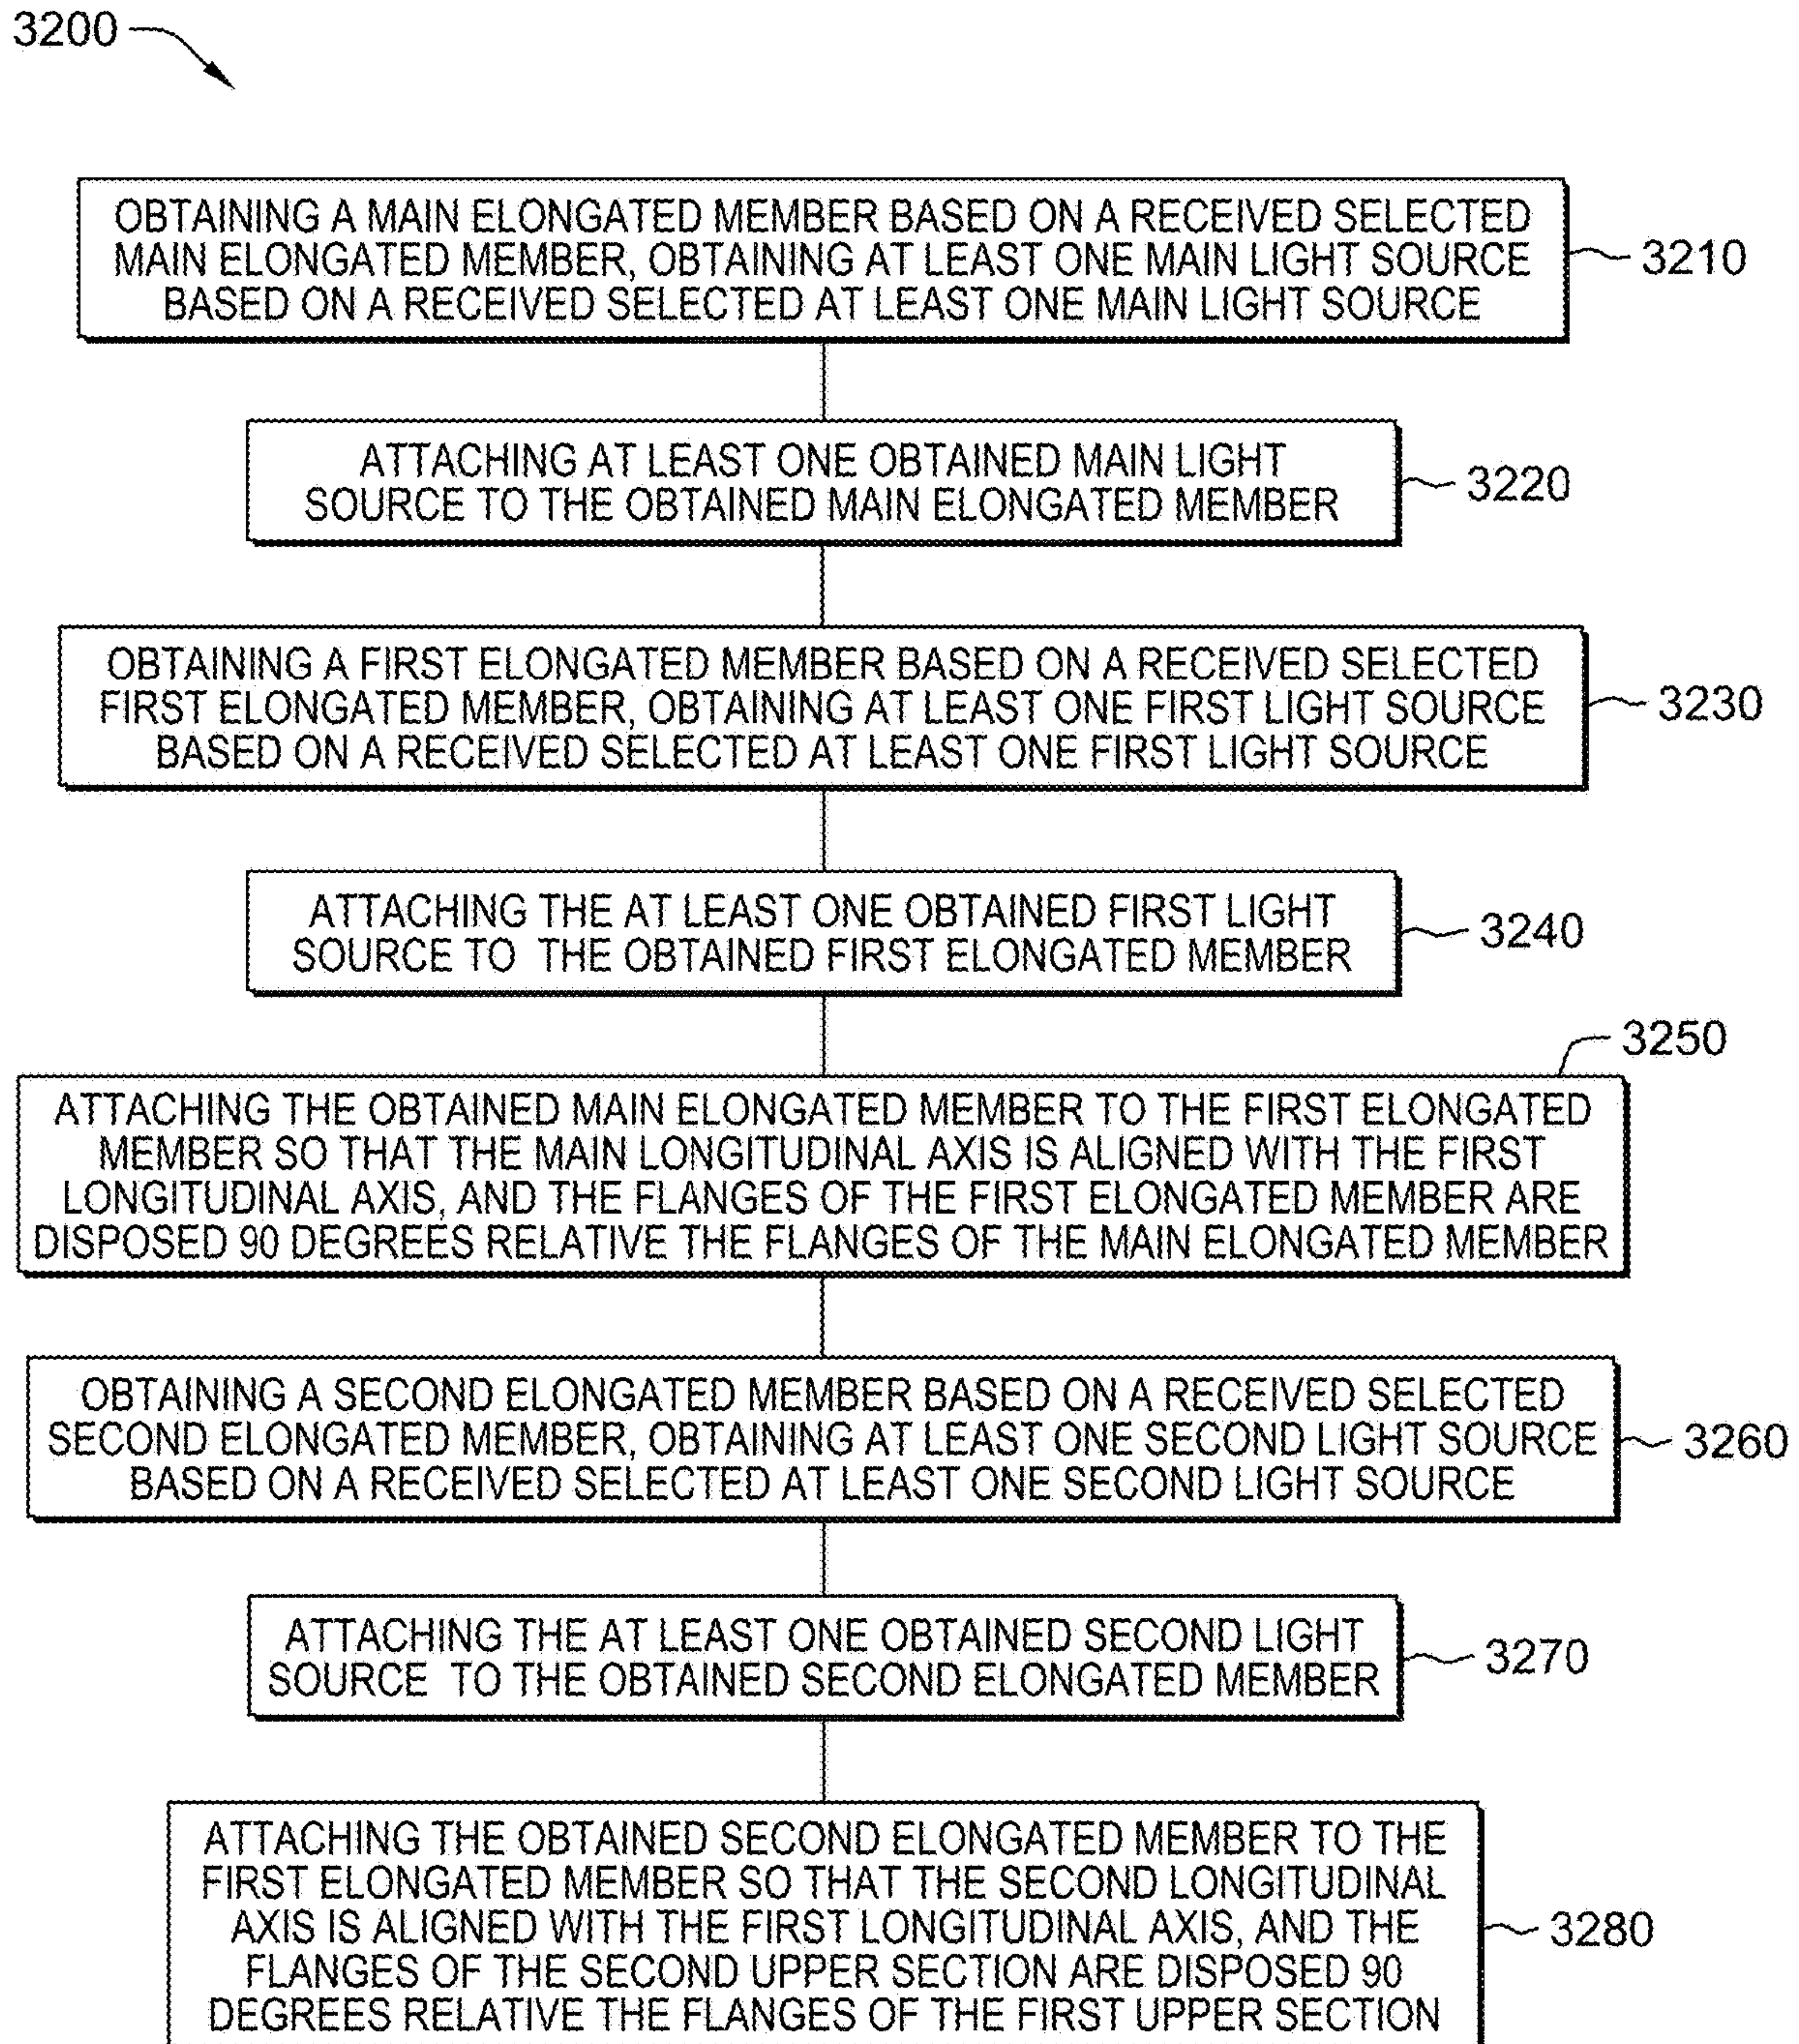 3200
OBTAINING A MAIN ELONGATED MEMBER BASED ON A RECEIVED SELECTED
MAIN ELONGATED MEMBER, OBTAINING AT LEAST ONE MAIN LIGHT SOURCE
BASED ON A RECEIVED SELECTED AT LEAST ONE MAIN LIGHT SOURCE
3210
ATTACHING AT LEAST ONE OBTAINED MAIN LIGHT
SOURCE TO THE OBTAINED MAIN ELONGATED MEMBER
3220
OBTAINING A FIRST ELONGATED MEMBER BASED ON A RECEIVED SELECTED
FIRST ELONGATED MEMBER, OBTAINING AT LEAST ONE FIRST LIGHT SOURCE
BASED ON A RECEIVED SELECTED AT LEAST ONE FIRST LIGHT SOURCE
3230
ATTACHING THE AT LEAST ONE OBTAINED FIRST LIGHT
SOURCE TO THE OBTAINED FIRST ELONGATED MEMBER
3240
3250
ATTACHING THE OBTAINED MAIN ELONGATED MEMBER TO THE FIRST ELONGATED
MEMBER SO THAT THE MAIN LONGITUDINAL AXIS IS ALIGNED WITH THE FIRST
LONGITUDINAL AXIS, AND THE FLANGES OF THE FIRST ELONGATED MEMBER ARE
DISPOSED 90 DEGREES RELATIVE THE FLANGES OF THE MAIN ELONGATED MEMBER
OBTAINING A SECOND ELONGATED MEMBER BASED ON A RECEIVED SELECTED
SECOND ELONGATED MEMBER, OBTAINING AT LEAST ONE SECOND LIGHT SOURCE
BASED ON A RECEIVED SELECTED AT LEAST ONE SECOND LIGHT SOURCE
3260
ATTACHING THE AT LEAST ONE OBTAINED SECOND LIGHT
SOURCE TO THE OBTAINED SECOND ELONGATED MEMBER
3270
ATTACHING THE OBTAINED SECOND ELONGATED MEMBER TO THE
FIRST ELONGATED MEMBER SO THAT THE SECOND LONGITUDINAL
AXIS IS ALIGNED WITH THE FIRST LONGITUDINAL AXIS, AND THE
FLANGES OF THE SECOND UPPER SECTION ARE DISPOSED 90
DEGREES RELATIVE THE FLANGES OF THE FIRST UPPER SECTION
3280